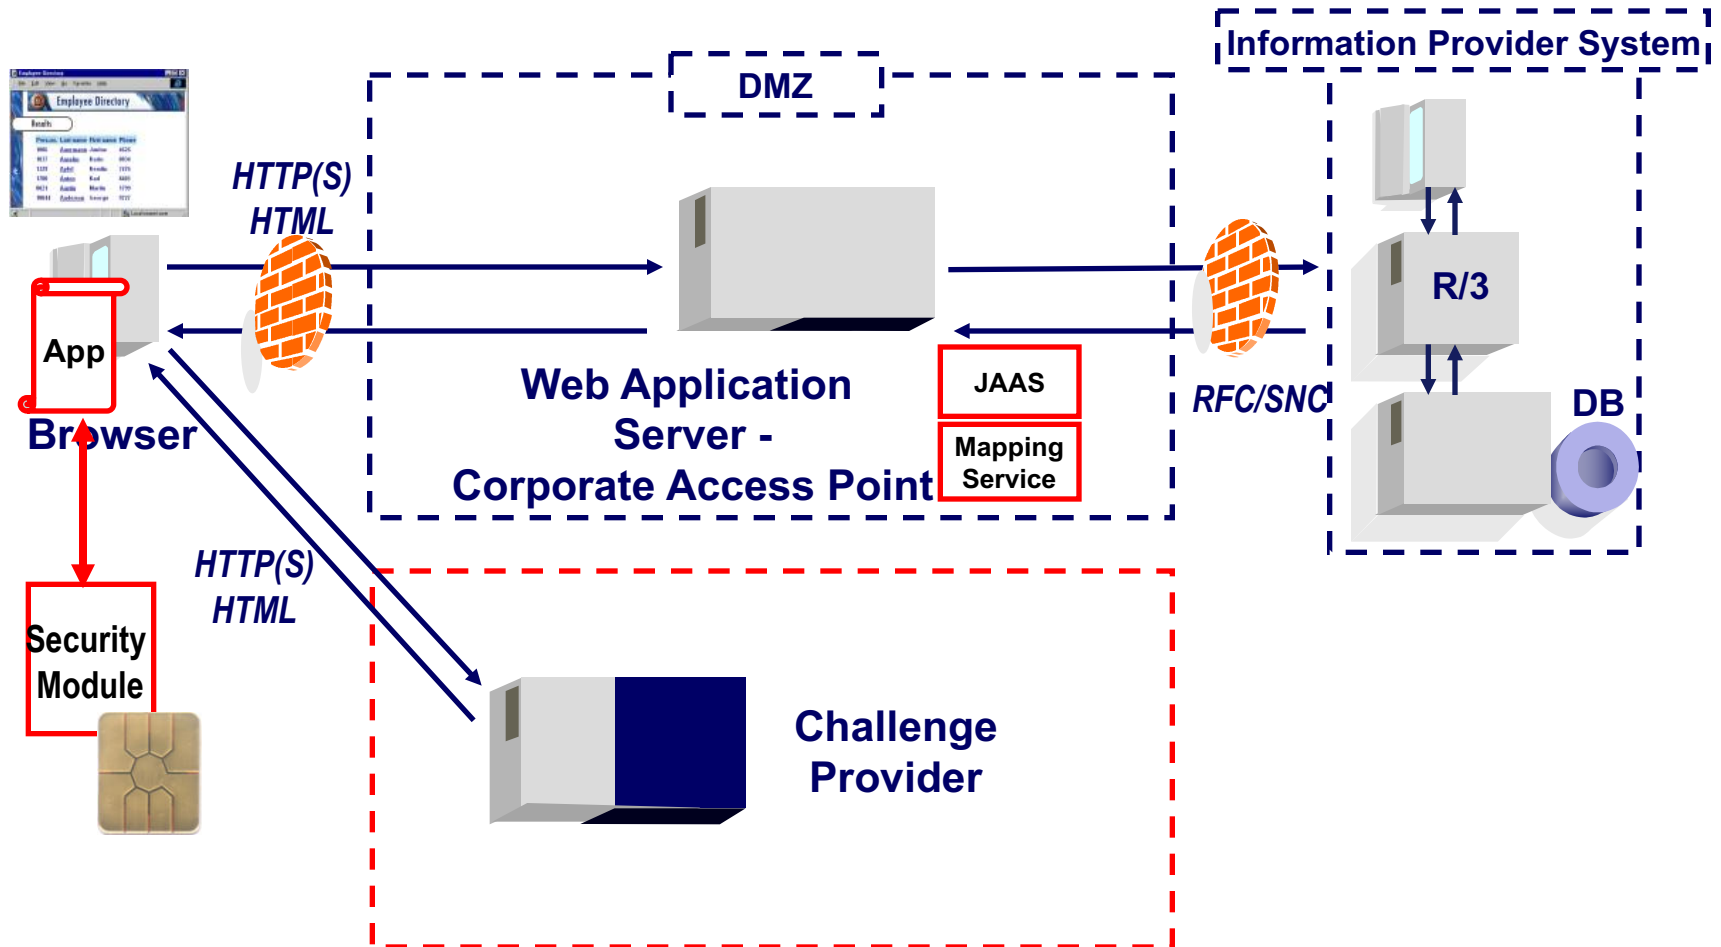 Information Provider System
DMZ
Employee Directory
Results
HTTP(S)
HTML
R/3
App
Browser
Web Application
Server -
Corporate Access Point
JAAS
Mapping
Service
RFC/SNC
DB
HTTP(S)
HTML
Security
Module
Challenge
Provider